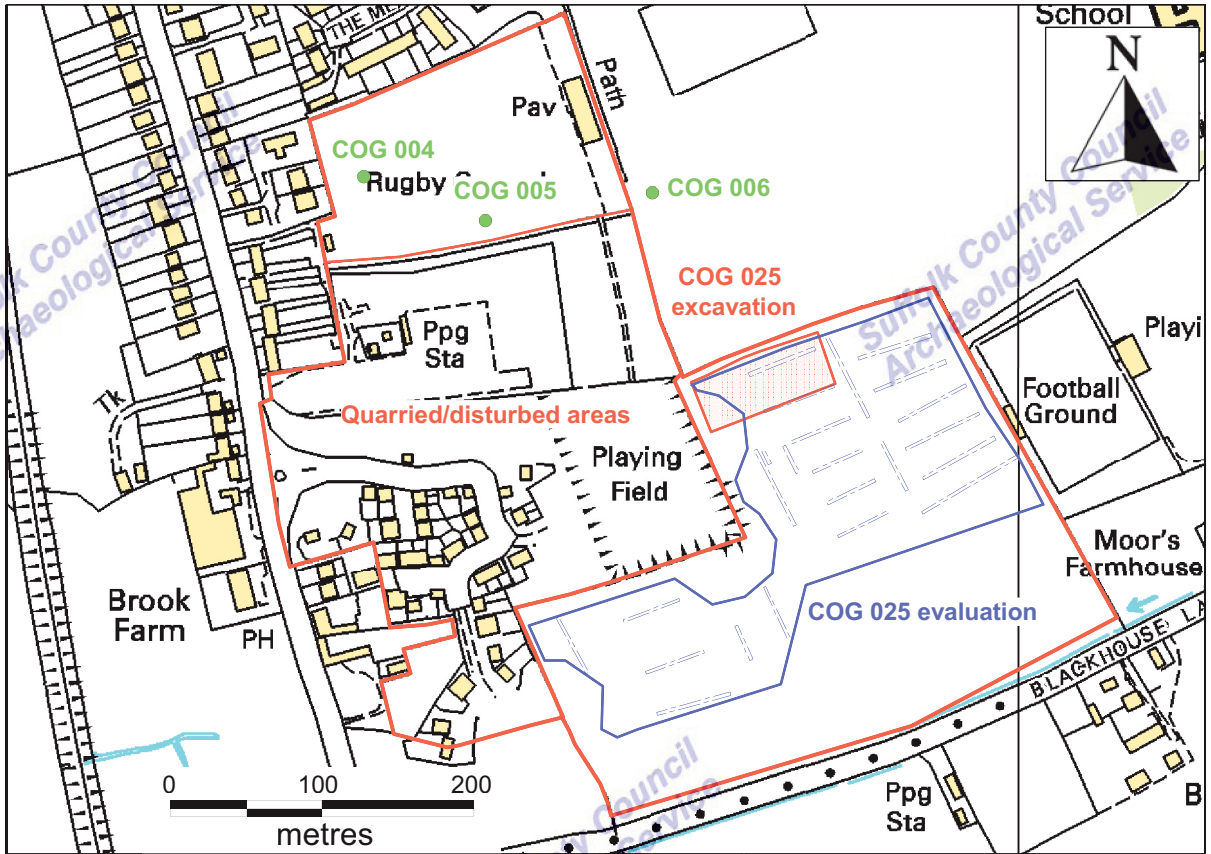 THE MEA
School
N
Path
Pav
COG 004
Rugby
COG 005
COG 006
Suffolk County Council
Archaeological Service
COG 025
excavation
Ppg
Sta
Playi
Tk
Football
Ground
Quarried/disturbed areas
Playing
Field
Moor's
Farmhouse
Brook
Farm
PH
COG 025 evaluation
BLACKHOUSE LA
0
100
200
metres
Ppg
Sta
B